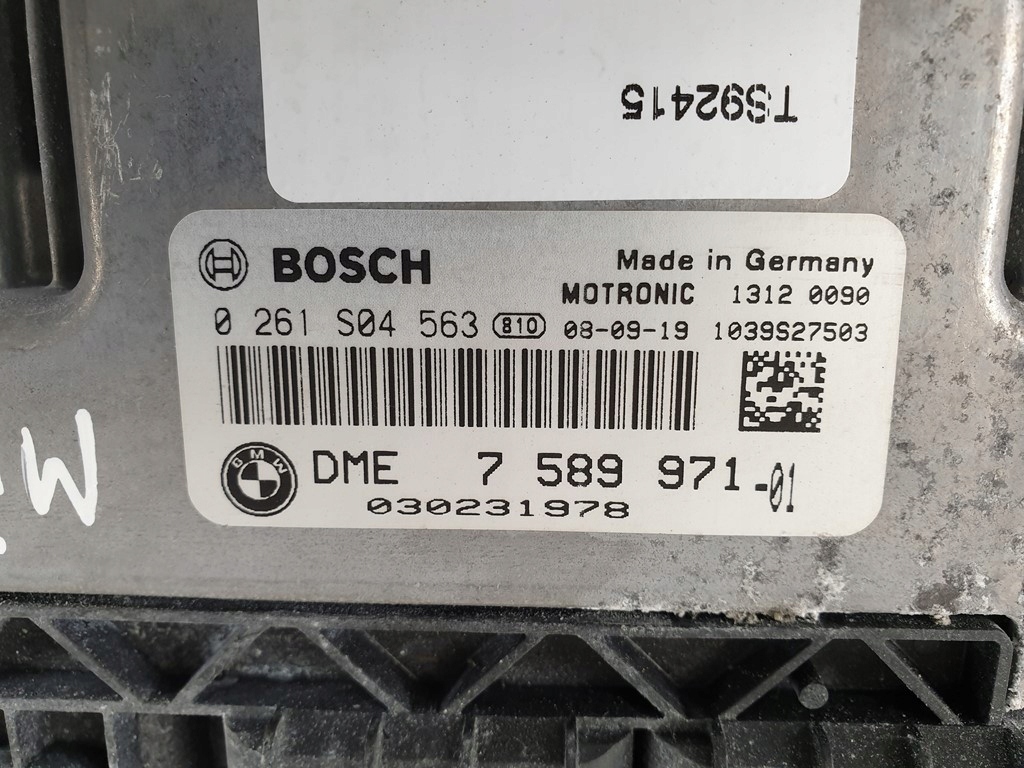 TS92415
BOSCH
Made in Germany
MOTRONIC 1312 0090
0 261 S04 563 810 08-09-19 1039S27503
BMW DME 7 589 971-01
030231978